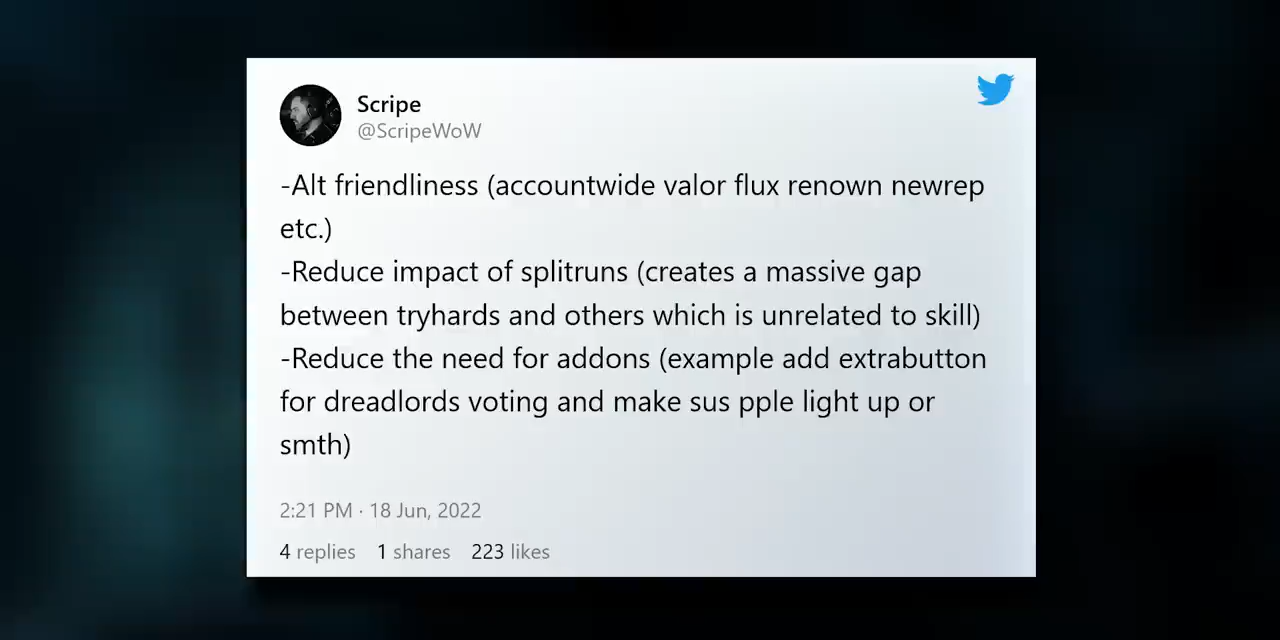 Scripe
@ScripeWoW
-Alt friendliness (accountwide valor flux renown newrep
etc.)
-Reduce impact of splitruns (creates a massive gap
between tryhards and others which is unrelated to skill)
-Reduce the need for addons (example add extrabutton
for dreadlords voting and make sus pple light up or
smth)
2:21 PM · 18 Jun, 2022
4 replies 1 shares 223 likes